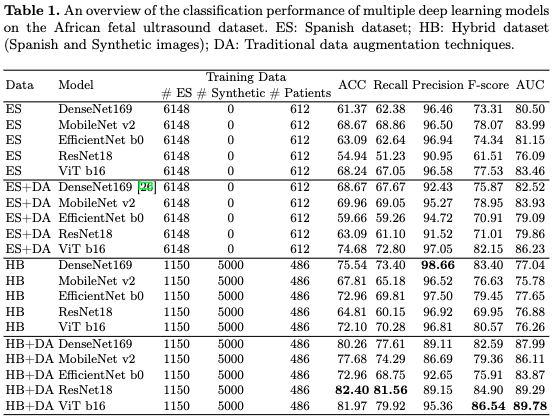 Table 1. An overview of the classification performance of multiple deep learning models
on the African fetal ultrasound dataset. ES: Spanish dataset; HB: Hybrid dataset
(Spanish and Synthetic images); DA: Traditional data augmentation techniques.
Data Model Training Data ACC Recall Precision F-score AUC
# ES # Synthetic # Patients
ES DenseNet169 6148 0 612 61.37 62.38 96.46 73.31 80.50
ES MobileNet v2 6148 0 612 68.67 68.86 96.50 78.07 83.99
ES EfficientNet b0 6148 0 612 63.09 62.64 96.94 74.34 81.15
ES ResNet18 6148 0 612 54.94 51.23 90.95 61.51 76.09
ES ViT b16 6148 0 612 68.24 67.05 96.58 77.53 83.46
ES+DA DenseNet169 [26] 6148 0 612 68.67 67.67 92.43 75.87 82.52
ES+DA MobileNet v2 6148 0 612 69.96 69.05 95.27 78.95 83.93
ES+DA EfficientNet b0 6148 0 612 59.66 59.26 94.72 70.91 79.09
ES+DA ResNet18 6148 0 612 63.09 61.10 91.52 71.01 79.86
ES+DA ViT b16 6148 0 612 74.68 72.80 97.05 82.15 86.23
HB DenseNet169 1150 5000 486 75.54 73.40 98.66 83.40 77.04
HB MobileNet v2 1150 5000 486 67.81 65.18 96.52 76.63 75.78
HB EfficientNet b0 1150 5000 486 72.96 69.81 97.50 79.45 77.65
HB ResNet18 1150 5000 486 64.81 60.15 96.92 69.95 76.88
HB ViT b16 1150 5000 486 72.10 70.28 96.81 80.57 76.26
HB+DA DenseNet169 1150 5000 486 80.26 77.61 89.11 82.59 87.99
HB+DA MobileNet v2 1150 5000 486 77.68 74.29 86.69 79.36 86.11
HB+DA EfficientNet b0 1150 5000 486 72.96 68.75 92.65 75.91 83.87
HB+DA ResNet18 1150 5000 486 82.40 81.56 89.15 84.90 89.29
HB+DA ViT b16 1150 5000 486 81.97 79.92 95.36 86.54 89.78